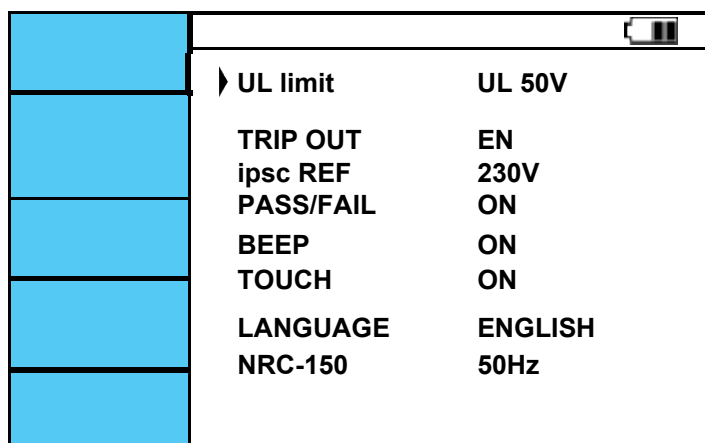 UL limit UL 50V
TRIP OUT EN
ipsc REF 230V
PASS/FAIL ON
BEEP ON
TOUCH ON
LANGUAGE ENGLISH
NRC-150 50Hz